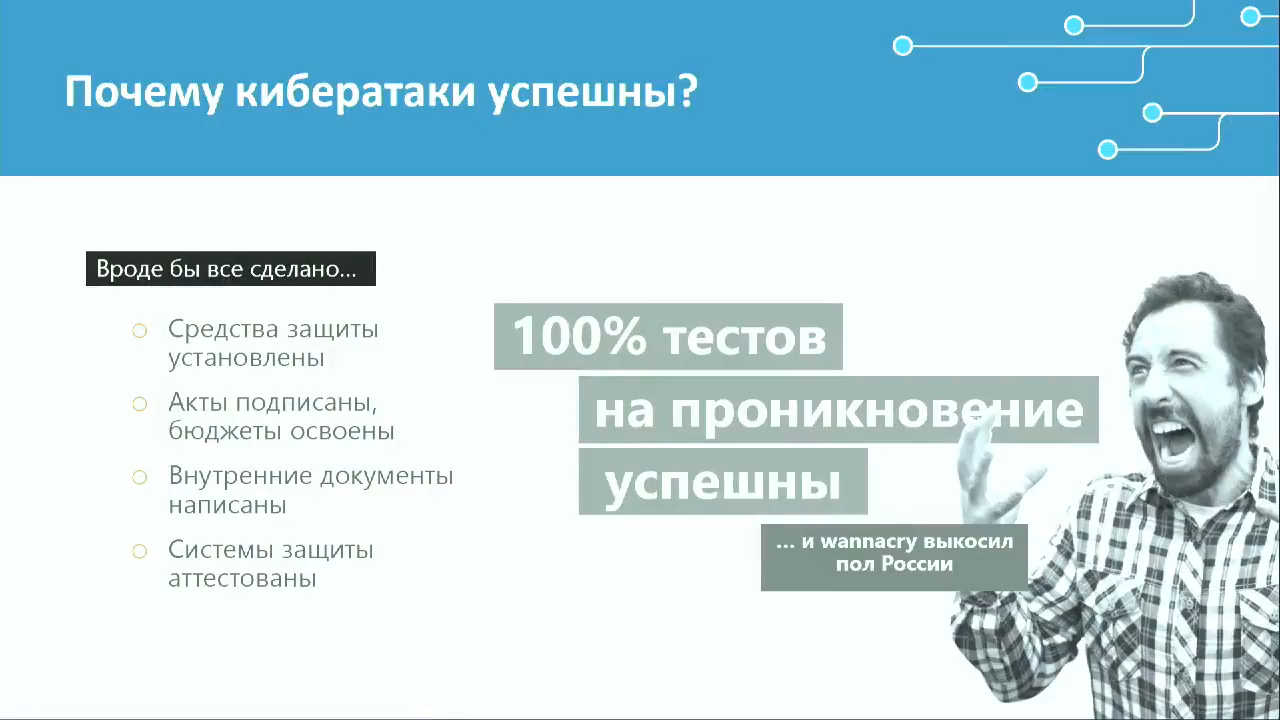 Почему кибератаки успешны?
Вроде бы все сделано...
Средства защиты
установлены
Акты подписаны,
бюджеты освоены
Внутренние документы
написаны
Системы защиты
аттестованы
100% тестов
на проникновение
успешны
... и wannacry выкосил
пол России